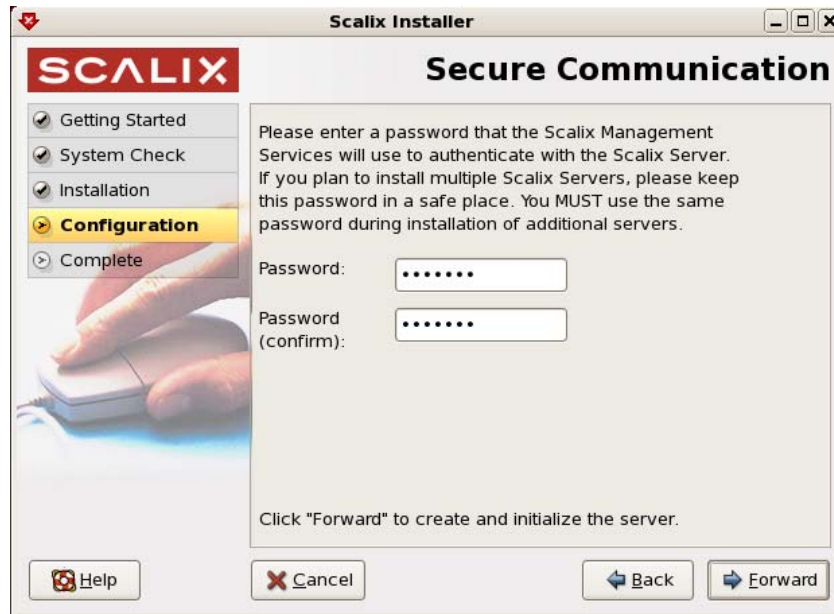 Scalix Installer
SCALIX
Secure Communication
Getting Started
System Check
Installation
Configuration
Complete
Please enter a password that the Scalix Management
Services will use to authenticate with the Scalix Server.
If you plan to install multiple Scalix Servers, please keep
this password in a safe place. You MUST use the same
password during installation of additional servers.
Password: •••••••
Password
(confirm): •••••••
Click "Forward" to create and initialize the server.
Help
Cancel
Back
Forward